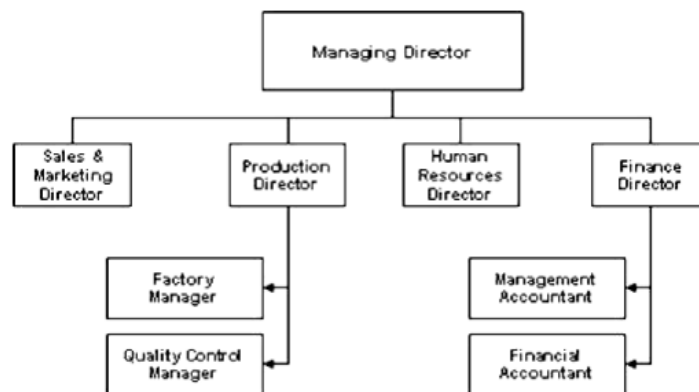 Managing Director
Sales &
Marketing
Director
Production
Director
Human
Resources
Director
Finance
Director
Factory
Manager
Management
Accountant
Quality Control
Manager
Financial
Accountant